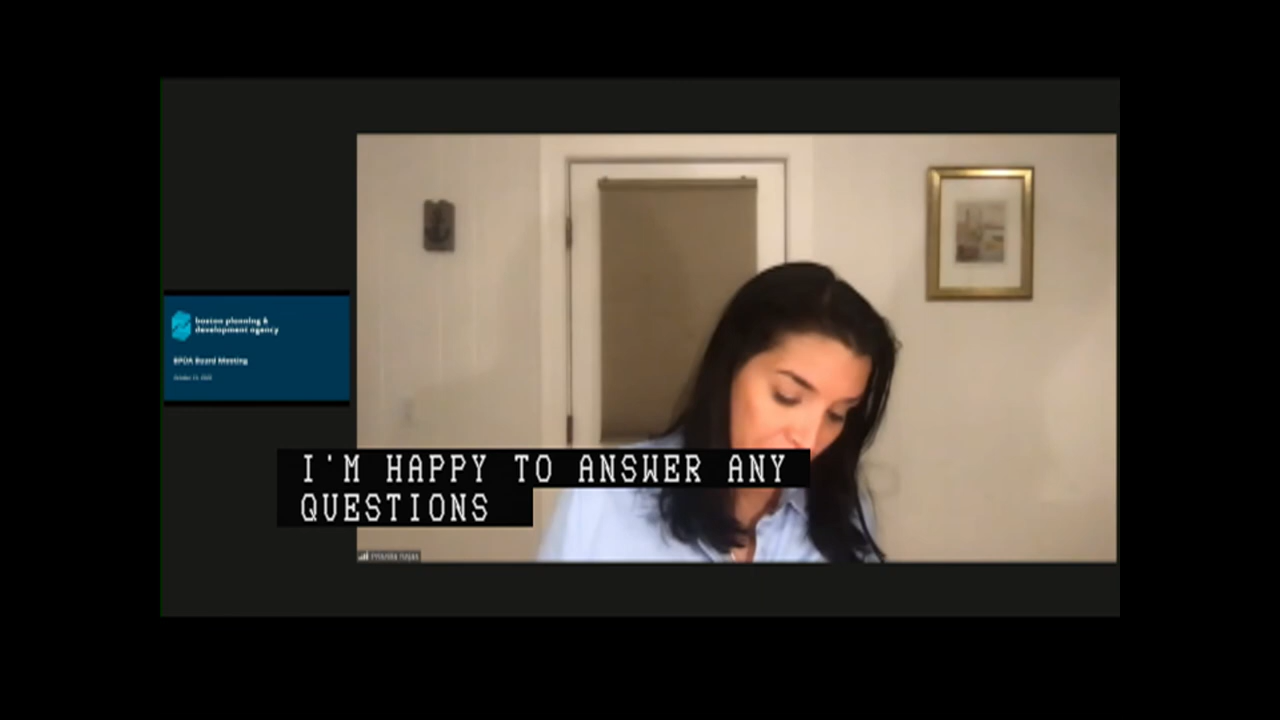 boston planning &
development agency
BPDA Board Meeting
I'M HAPPY TO ANSWER ANY
QUESTIONS